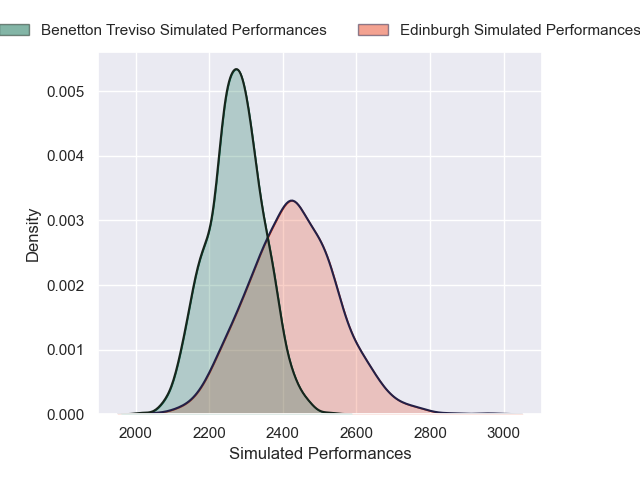 Benetton Treviso Simulated Performances Edinburgh Simulated Performances
0.005
0.004
0.003
0.002
0.001
0.000
Density
2000 2200 2400 2600 2800 3000
Simulated Performances